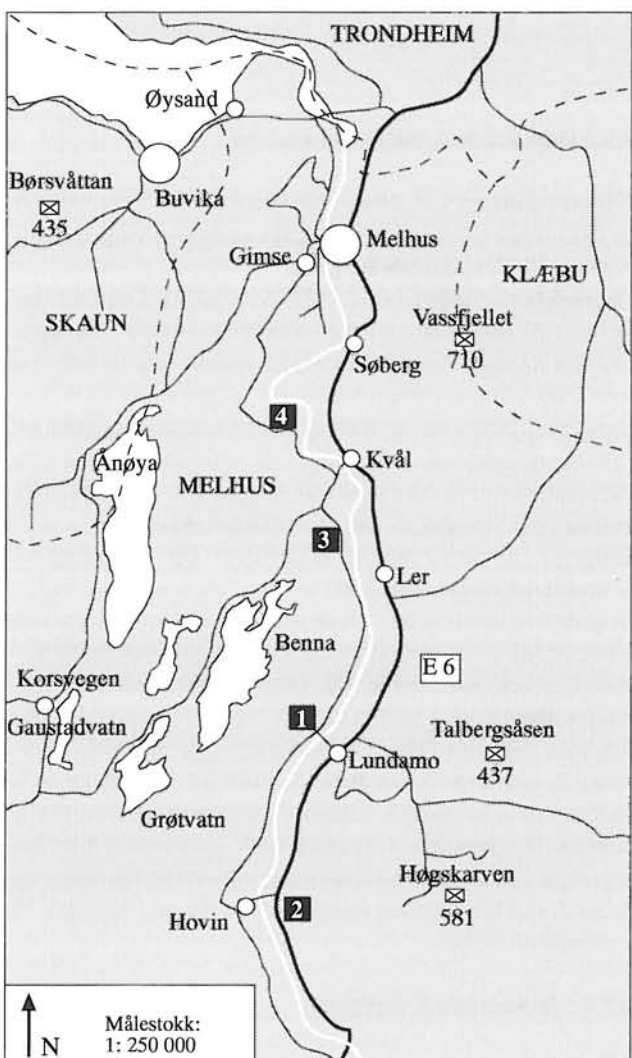 TRONDHEIM
Øysand
Børsvåttan
435
Buvika
Melhus
Gimse
KLÆBU
SKAUN
Vassfjellet
710
Søberg
4
Ånøya
Kvål
MELHUS
3
Ler
Benna
E 6
Korsvegen
Gaustadvatn
1
Talbergsåsen
437
Lundamo
Grøtvatn
Høgskarven
581
Hovin
2
N
Målestokk:
1: 250 000